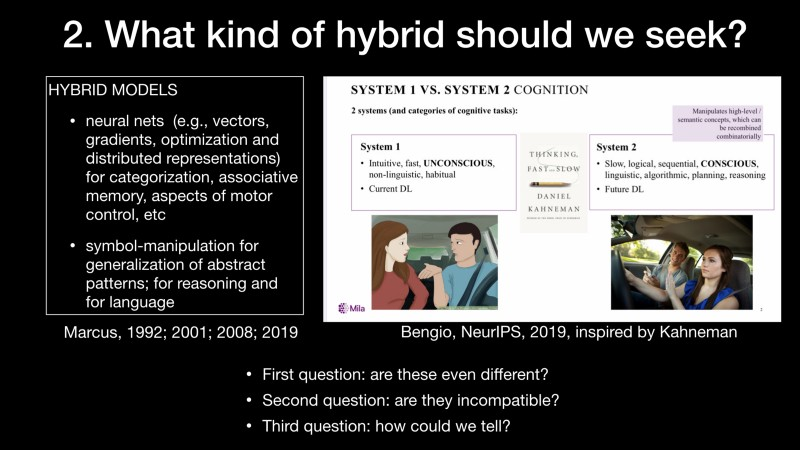 2. What kind of hybrid should we seek?
HYBRID MODELS
• neural nets (e.g., vectors,
gradients, optimization and
distributed representations)
for categorization, associative
memory, aspects of motor
control, etc
• symbol-manipulation for
generalization of abstract
patterns; for reasoning and
for language
Marcus, 1992; 2001; 2008; 2019
SYSTEM 1 VS. SYSTEM 2 COGNITION
2 systems (and categories of cognitive tasks):
Manipulates high-level /
semantic concepts, which can
be recombined
combinatorially
System 1
• Intuitive, fast, UNCONSCIOUS,
non-linguistic, habitual
• Current DL
THINKING,
FAST AND SLOW
DANIEL
KAHNEMAN
System 2
• Slow, logical, sequential, CONSCIOUS,
linguistic, algorithmic, planning, reasoning
• Future DL
Mila
2
Bengio, NeurIPS, 2019, inspired by Kahneman
• First question: are these even different?
• Second question: are they incompatible?
• Third question: how could we tell?